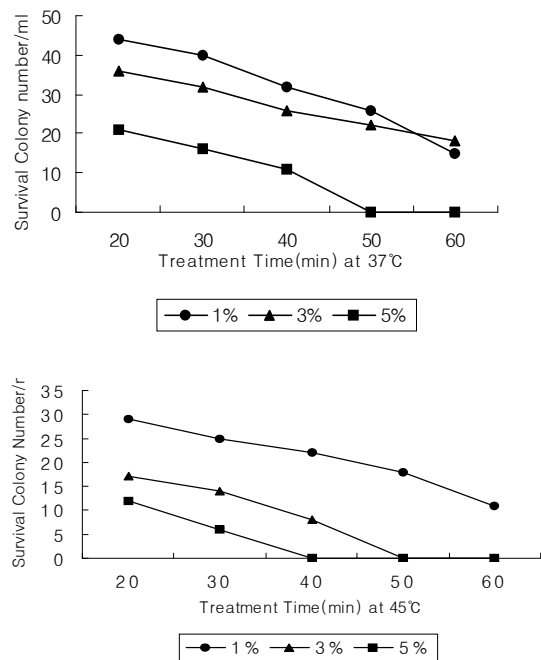 50
40
30
20
10
0
Survival Colony number/ml
20 30 40 50 60
Treatment Time(min) at 37℃
1% 3% 5%
35
30
25
20
15
10
5
0
Survival Colony Number/r
20 30 40 50 60
Treatment Time(min) at 45℃
1% 3% 5%